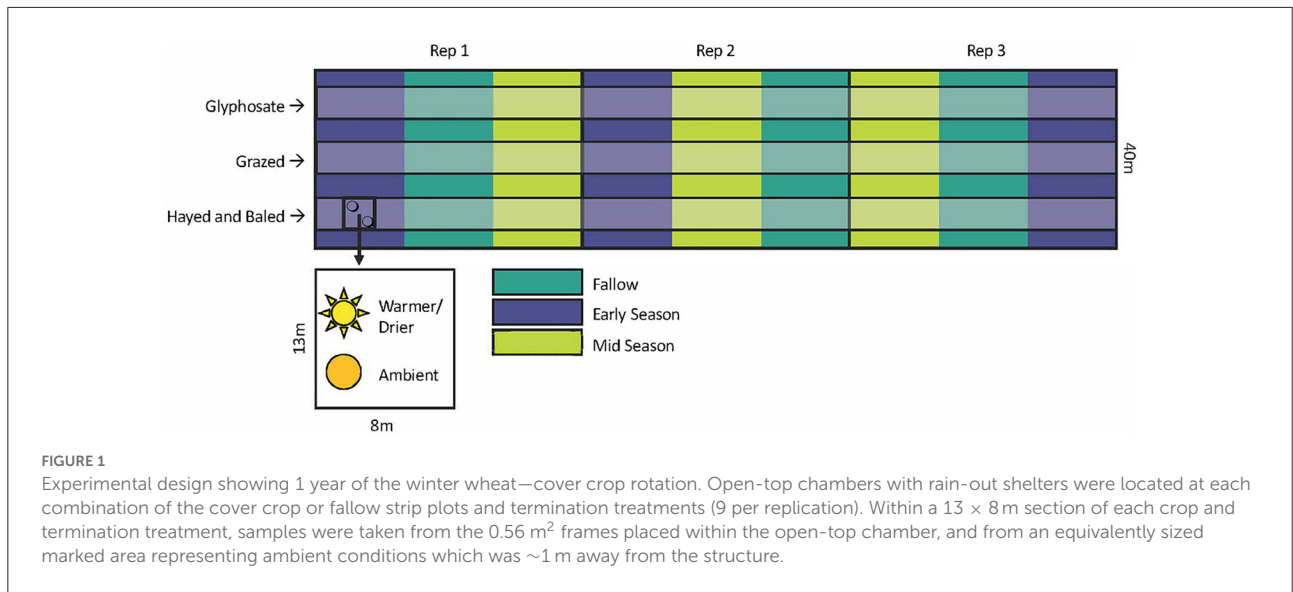 Rep 1
Rep 2
Rep 3
Glyphosate →
Grazed →
Hayed and Baled →
40m
Warmer/
Drier
Ambient
13m
8m
Fallow
Early Season
Mid Season
FIGURE 1
Experimental design showing 1 year of the winter wheat—cover crop rotation. Open-top chambers with rain-out shelters were located at each
combination of the cover crop or fallow strip plots and termination treatments (9 per replication). Within a 13 × 8 m section of each crop and
termination treatment, samples were taken from the 0.56 m² frames placed within the open-top chamber, and from an equivalently sized
marked area representing ambient conditions which was ∼1 m away from the structure.